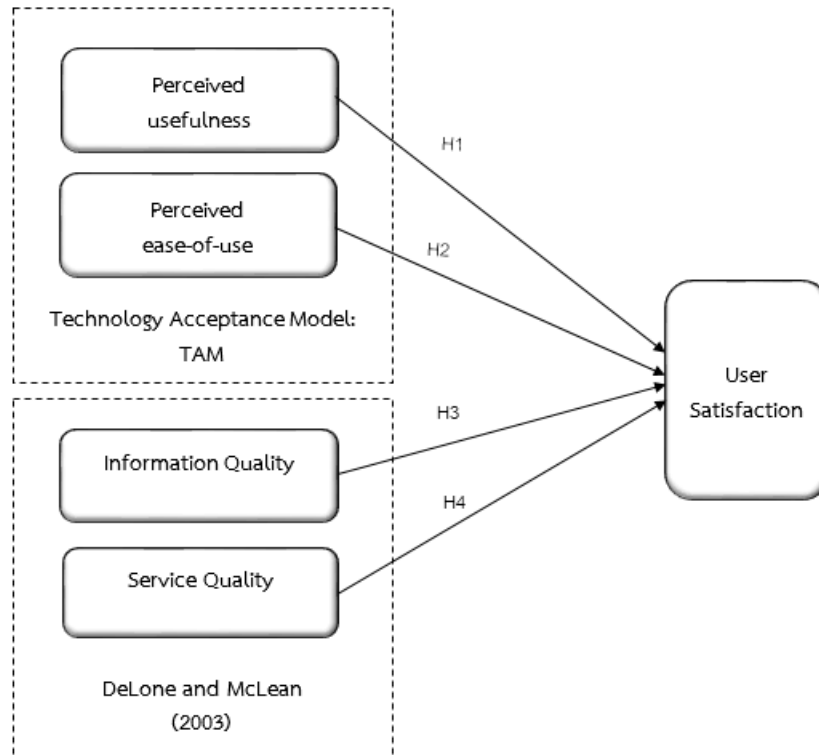 Perceived
usefulness
H1
Perceived
ease-of-use
H2
Technology Acceptance Model:
TAM
User
Satisfaction
H3
Information Quality
H4
Service Quality
DeLone and McLean
(2003)